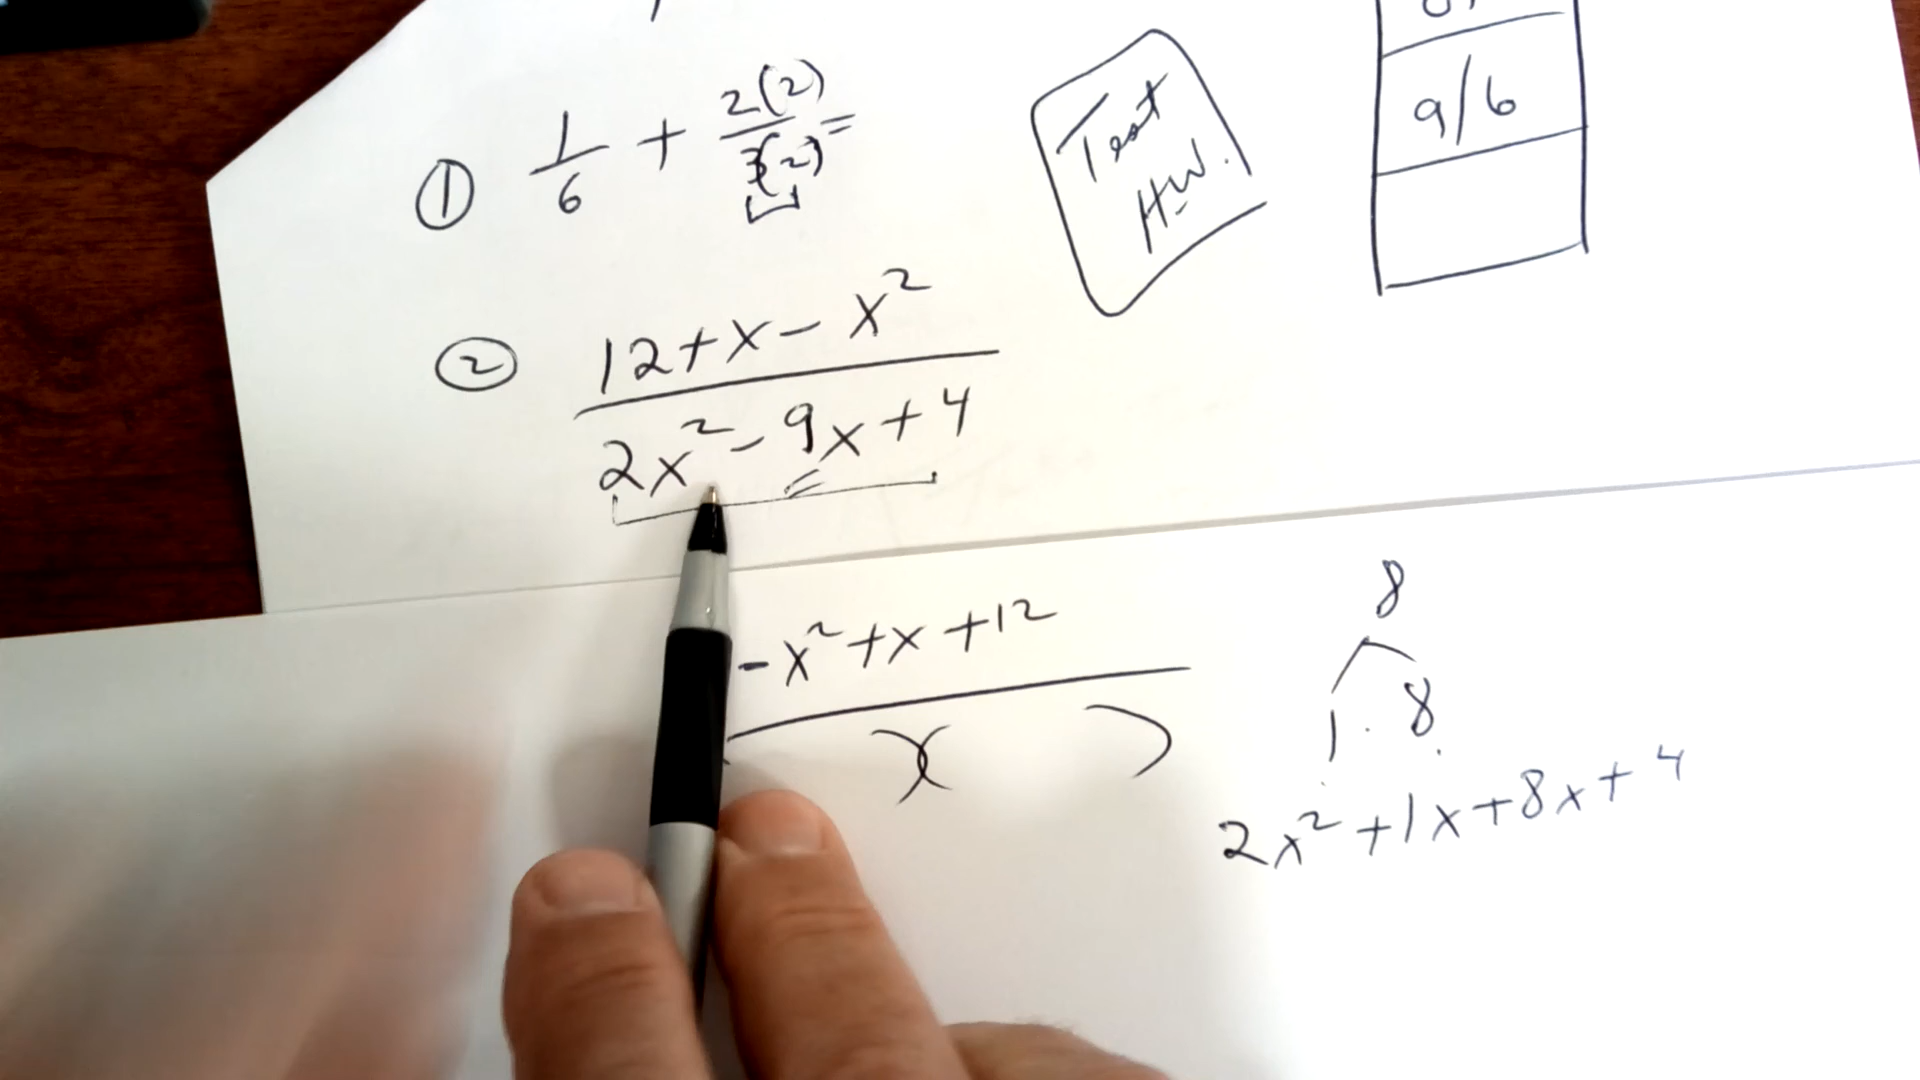 ① 1/6 + 2(2)/3(2) =
Test
HW.
9/6
② 12+x-x²
2x²-9x+4
-x²+x+12
( )( )
8
1 · 8
2x²+1x+8x+4